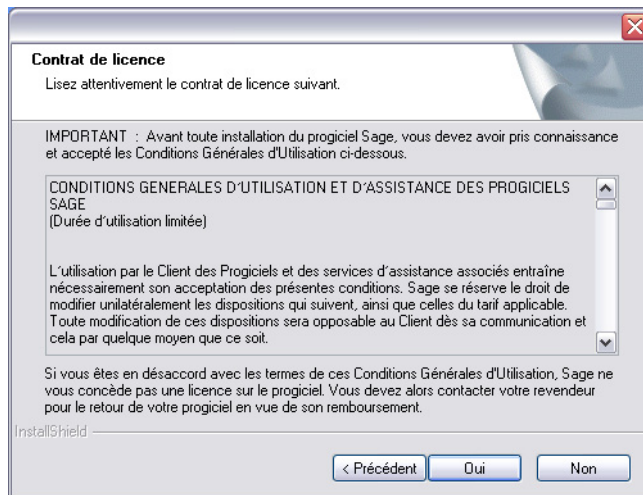 Contrat de licence
Lisez attentivement le contrat de licence suivant.
IMPORTANT : Avant toute installation du progiciel Sage, vous devez avoir pris connaissance
et accepté les Conditions Générales d'Utilisation ci-dessous.
CONDITIONS GENERALES D'UTILISATION ET D'ASSISTANCE DES PROGICIELS
SAGE
(Durée d'utilisation limitée)
L'utilisation par le Client des Progiciels et des services d'assistance associés entraîne
nécessairement son acceptation des présentes conditions. Sage se réserve le droit de
modifier unilatéralement les dispositions qui suivent, ainsi que celles du tarif applicable.
Toute modification de ces dispositions sera opposable au Client dès sa communication et
cela par quelque moyen que ce soit.
Si vous êtes en désaccord avec les termes de ces Conditions Générales d'Utilisation, Sage ne
vous concède pas une licence sur le progiciel. Vous devez alors contacter votre revendeur
pour le retour de votre progiciel en vue de son remboursement.
InstallShield
< Précédent Oui Non